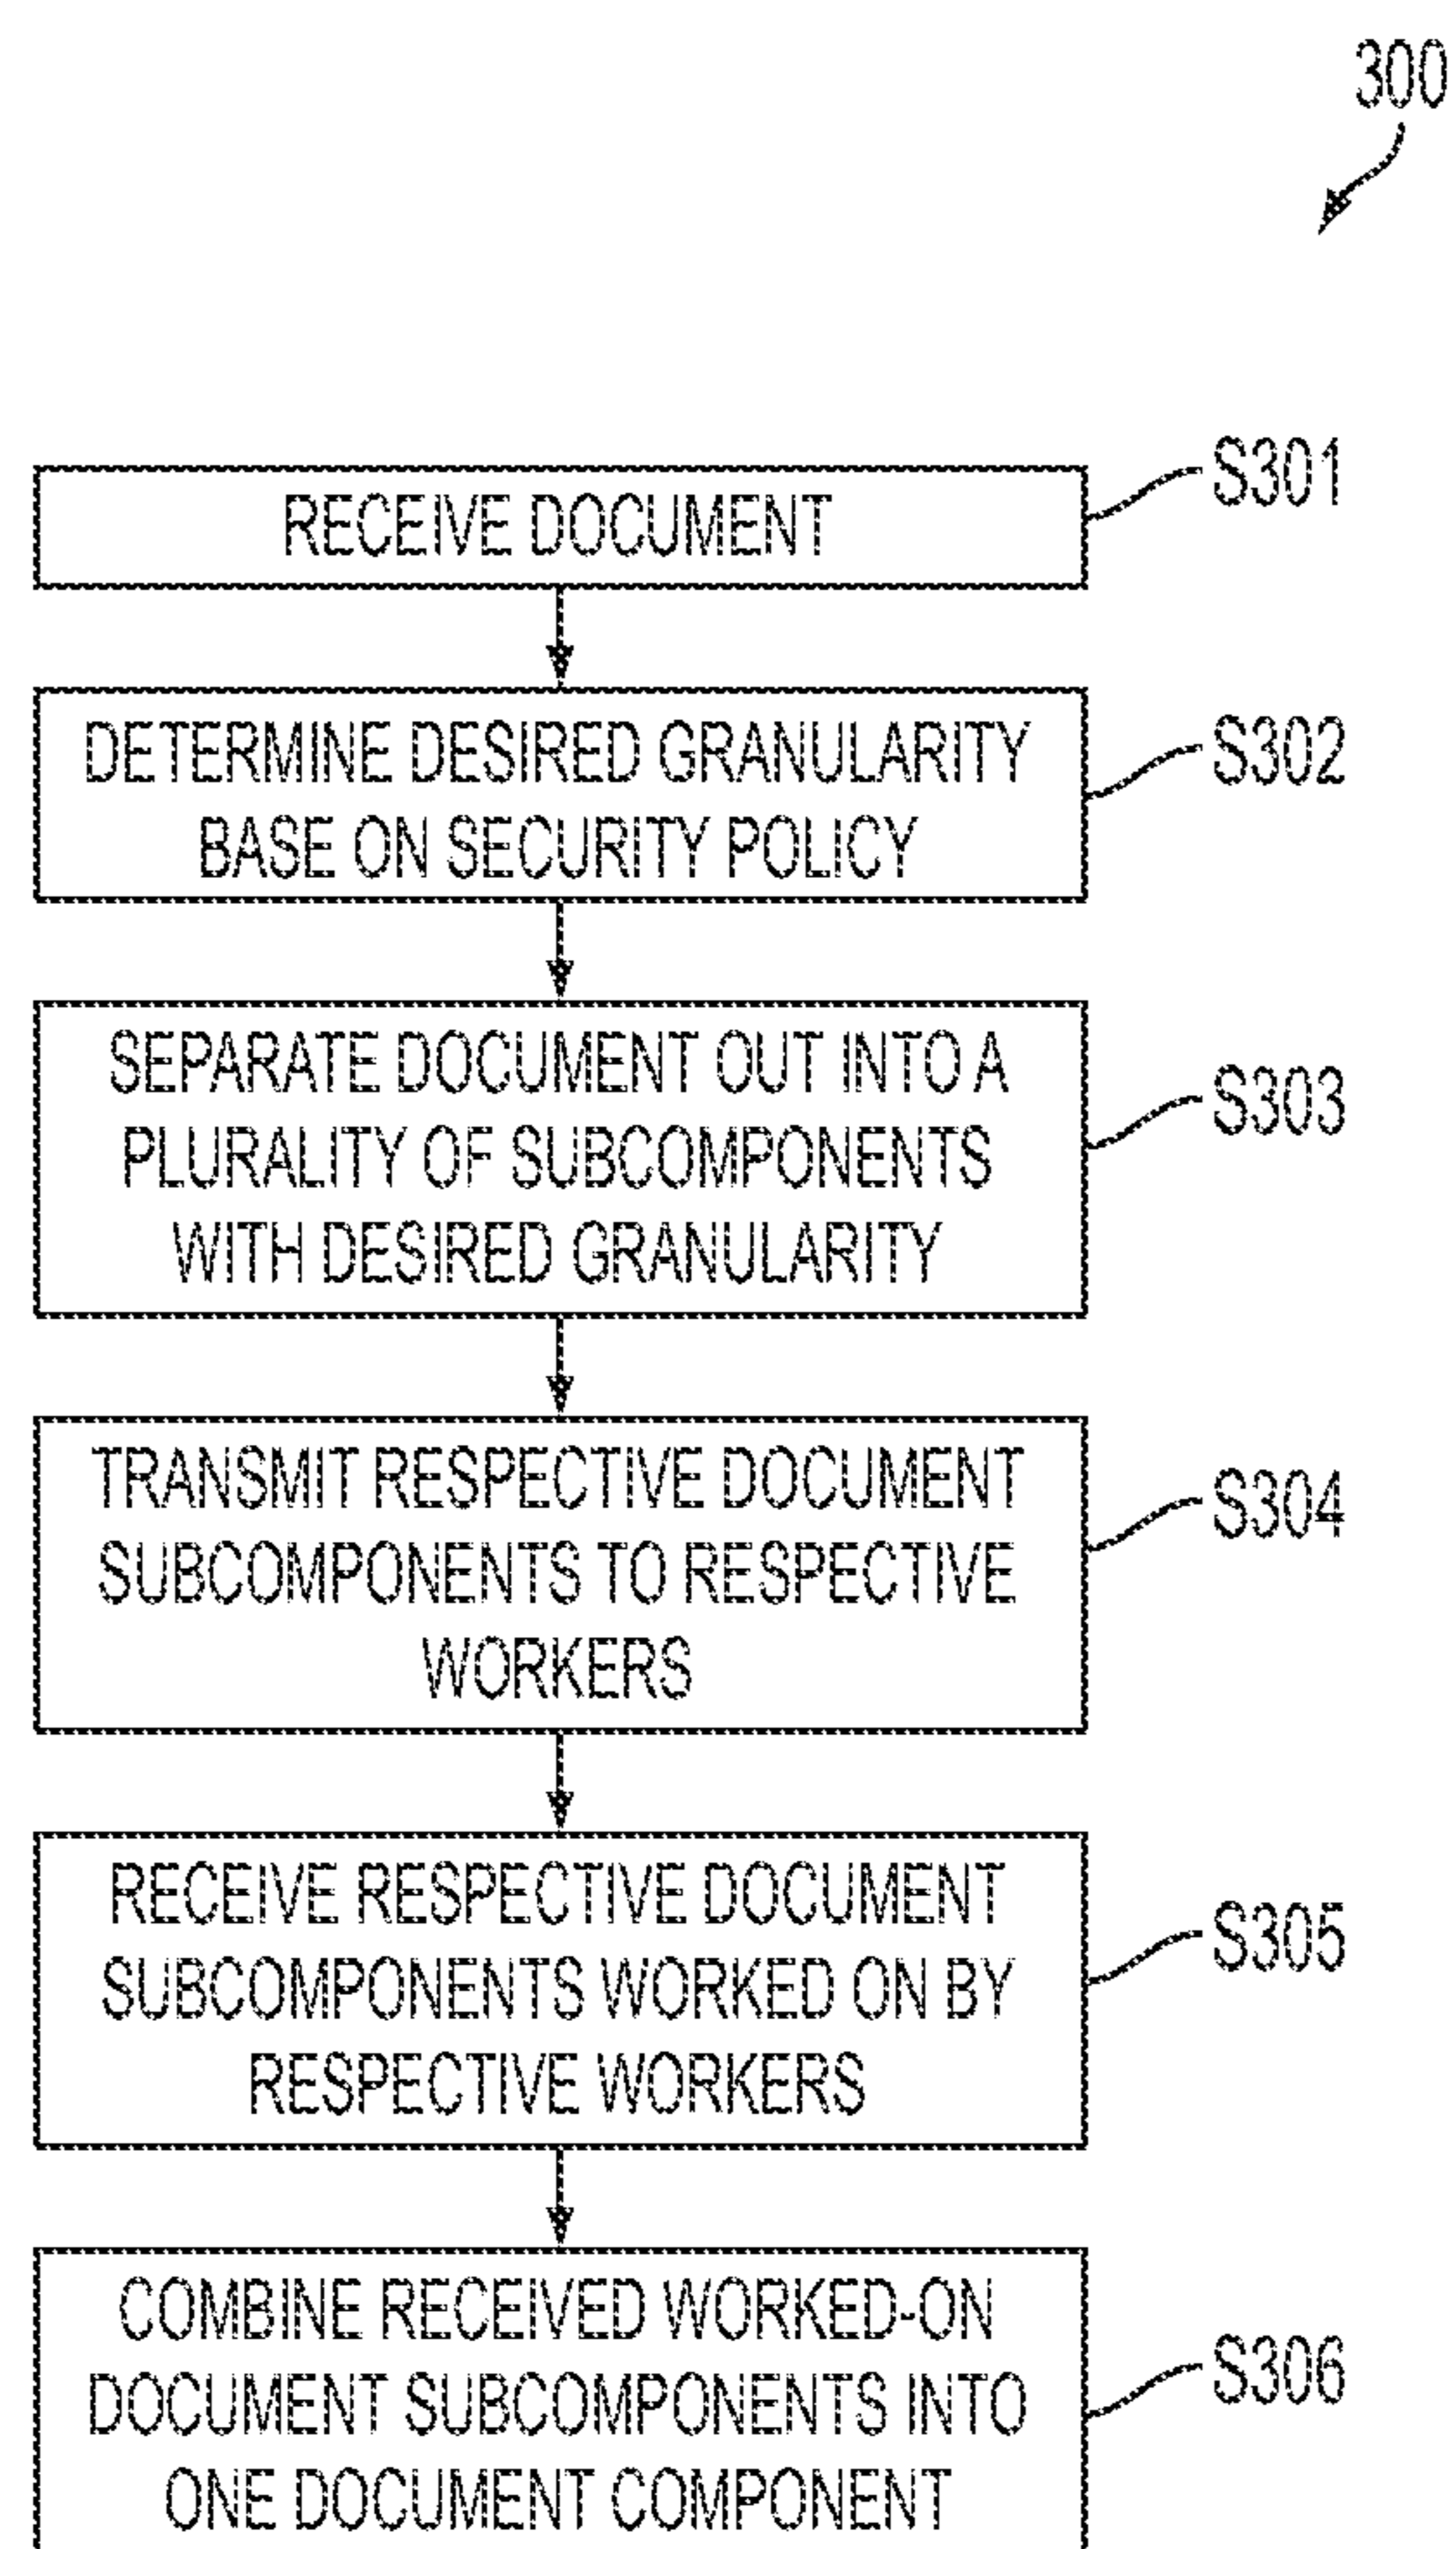 300
RECEIVE DOCUMENT
S301
DETERMINE DESIRED GRANULARITY
BASE ON SECURITY POLICY
S302
SEPARATE DOCUMENT OUT INTO A
PLURALITY OF SUBCOMPONENTS
WITH DESIRED GRANULARITY
S303
TRANSMIT RESPECTIVE DOCUMENT
SUBCOMPONENTS TO RESPECTIVE
WORKERS
S304
RECEIVE RESPECTIVE DOCUMENT
SUBCOMPONENTS WORKED ON BY
RESPECTIVE WORKERS
S305
COMBINE RECEIVED WORKED-ON
DOCUMENT SUBCOMPONENTS INTO
ONE DOCUMENT COMPONENT
S306